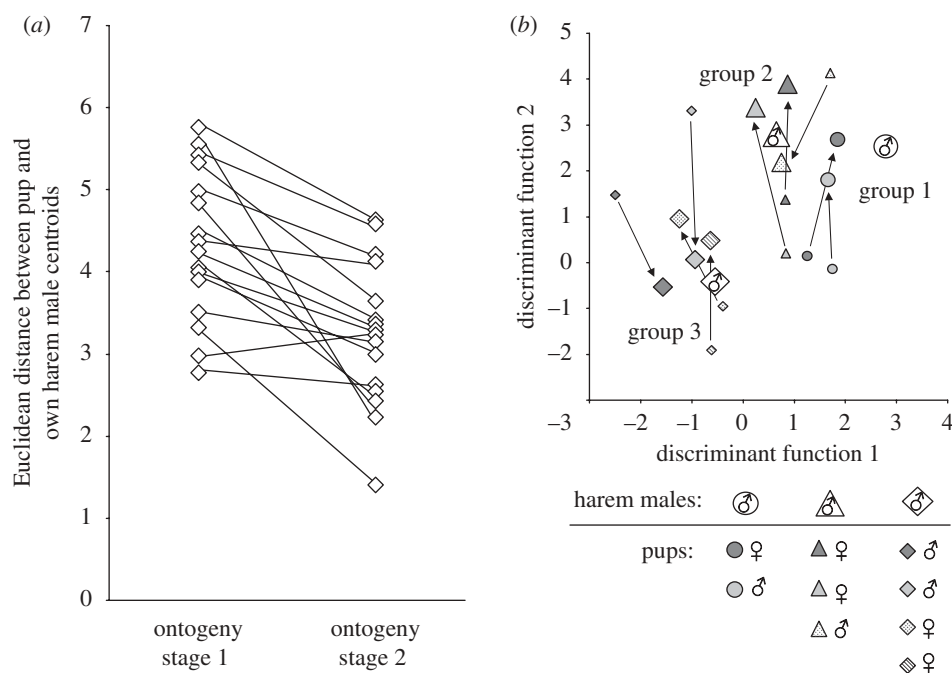 (a)
7
6
5
4
3
2
1
0
Euclidean distance between pup and
own harem male centroids
ontogeny
stage 1
ontogeny
stage 2
(b)
5
4
3
2
1
0
–1
–2
–3
discriminant function 2
group 2
group 1
group 3
–2
–1
0
1
2
3
4
discriminant function 1
harem males: ♂ ♂ ♂
pups: ♀ ♀ ♂
♂ ♀ ♂
♂ ♀
♀